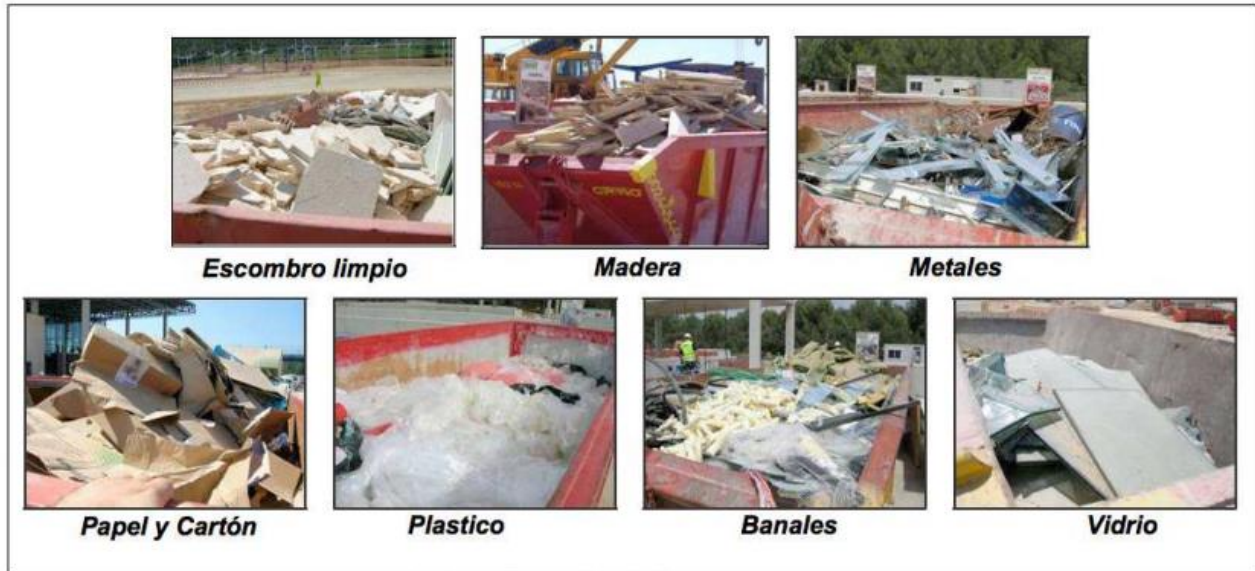 Escombro limpio
Madera
Metales
Papel y Cartón
Plastico
Banales
Vidrio